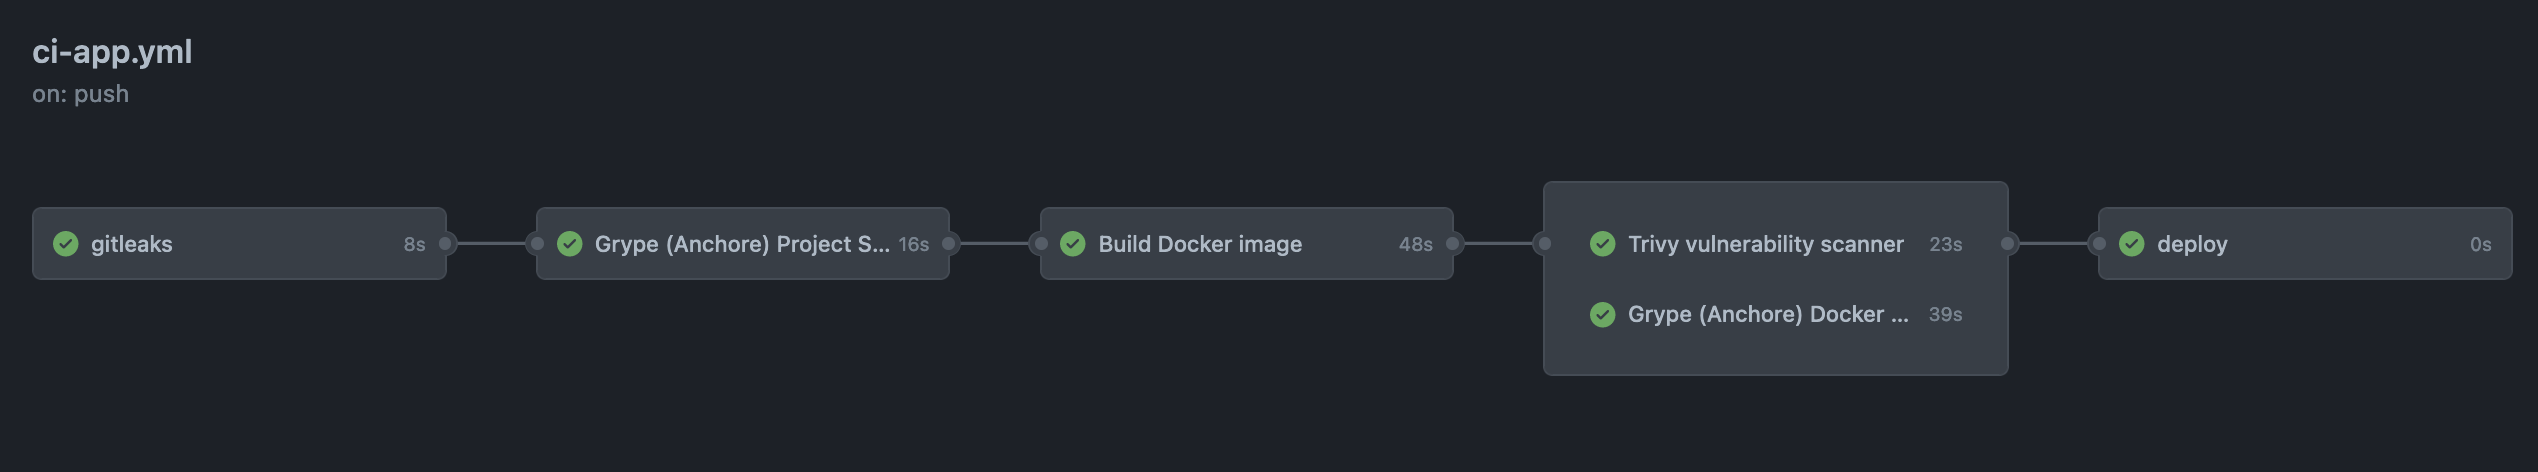 ci-app.yml
on: push
gitleaks 8s
Grype (Anchore) Project S... 16s
Build Docker image 48s
Trivy vulnerability scanner 23s
Grype (Anchore) Docker ... 39s
deploy 0s